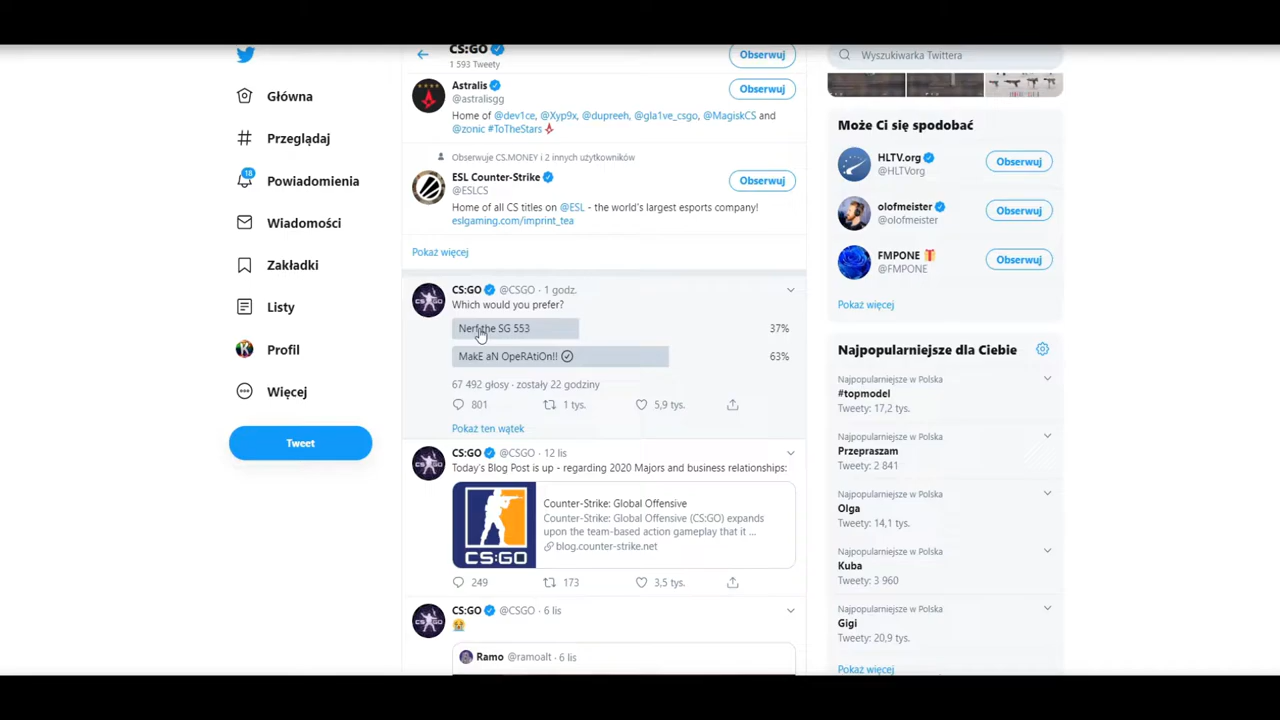 Główna
Przeglądaj
18
Powiadomienia
Wiadomości
Zakładki
Listy
Profil
Więcej
Tweet
CS:GO
1 593 Tweety
Obserwuj
Astralis
@astralisgg
Obserwuj
Home of @dev1ce, @Xyp9x, @dupreeh, @gla1ve_csgo, @MagiskCS and
@zonic #ToTheStars
Obserwuje CS.MONEY i 2 innych użytkowników
ESL Counter-Strike
@ESLCS
Obserwuj
Home of all CS titles on @ESL - the world's largest esports company!
eslgaming.com/imprint_tea
Pokaż więcej
CS:GO @CSGO · 1 godz.
Which would you prefer?
Nerf the SG 553 37%
MakE aN OpeRAtiOn!! 63%
67 492 głosy · zostały 22 godziny
801 1 tys. 5,9 tys.
Pokaż ten wątek
CS:GO @CSGO · 12 lis
Today's Blog Post is up - regarding 2020 Majors and business relationships:
CS:GO
Counter-Strike: Global Offensive
Counter-Strike: Global Offensive (CS:GO) expands
upon the team-based action gameplay that it ...
blog.counter-strike.net
249 173 3,5 tys.
CS:GO @CSGO · 6 lis
Ramo @ramoalt · 6 lis
Wyszukiwarka Twittera
Może Ci się spodobać
HLTV.org
@HLTVorg
Obserwuj
olofmeister
@olofmeister
Obserwuj
FMPONE
@FMPONE
Obserwuj
Pokaż więcej
Najpopularniejsze dla Ciebie
Najpopularniejsze w Polska
#topmodel
Tweety: 17,2 tys.
Najpopularniejsze w Polska
Przepraszam
Tweety: 2 841
Najpopularniejsze w Polska
Olga
Tweety: 14,1 tys.
Najpopularniejsze w Polska
Kuba
Tweety: 3 960
Najpopularniejsze w Polska
Gigi
Tweety: 20,9 tys.
Pokaż więcej